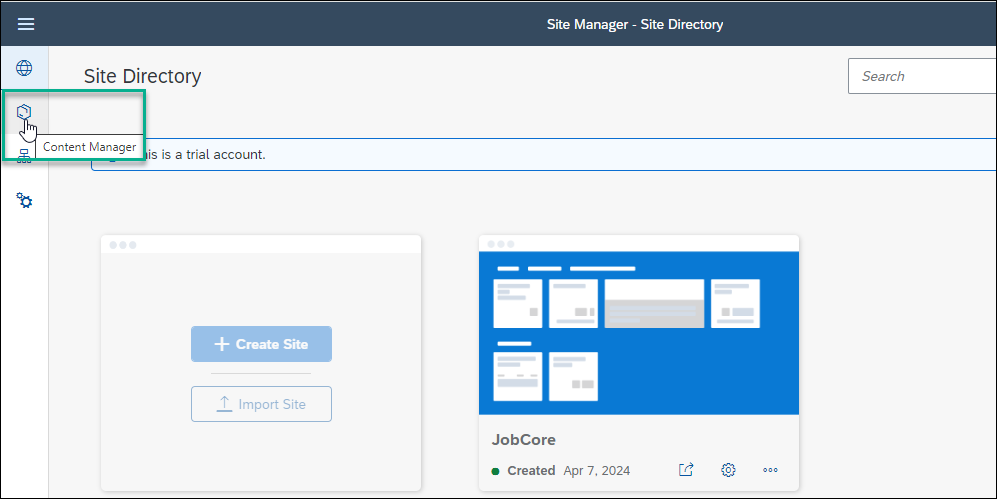 Site Manager - Site Directory
Site Directory
Search
Content Manager
is is a trial account.
Create Site
Import Site
JobCore
Created Apr 7, 2024